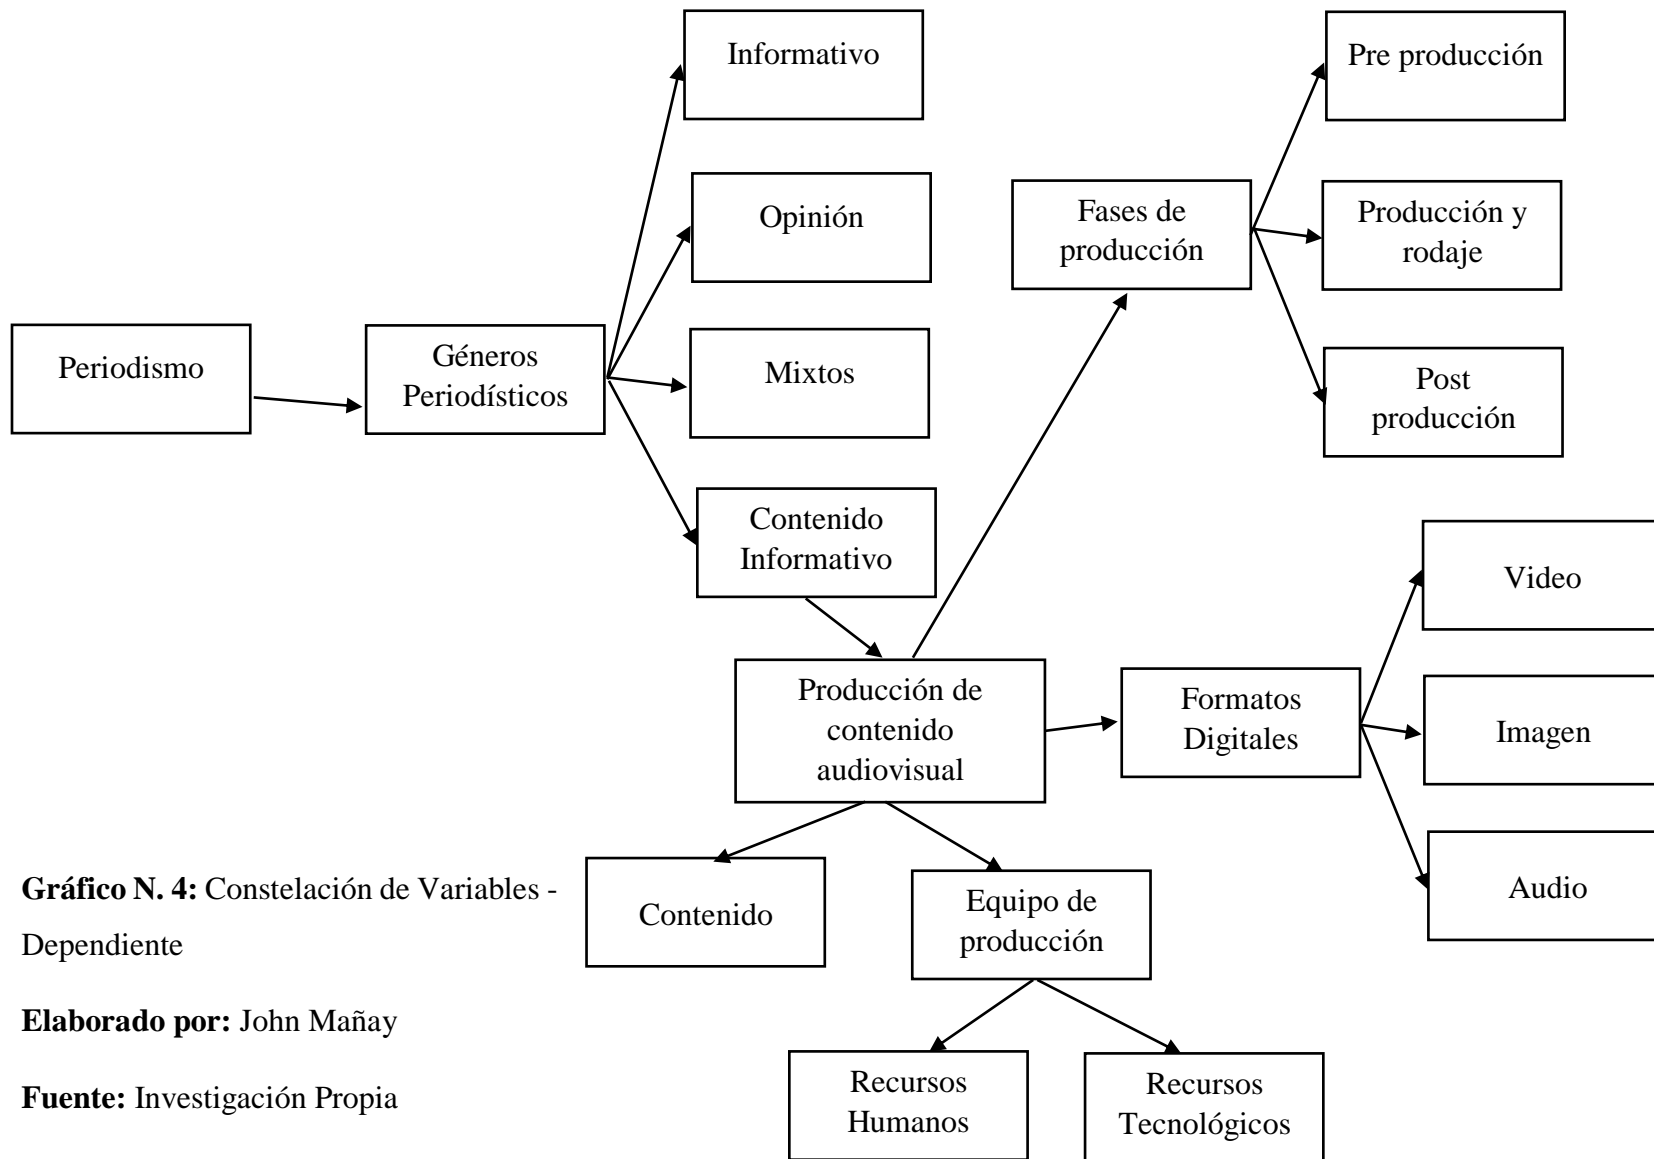 Informativo
Pre producción
Opinión
Fases de
producción
Producción y
rodaje
Periodismo
Géneros
Periodísticos
Mixtos
Post
producción
Contenido
Informativo
Video
Producción de
contenido
audiovisual
Formatos
Digitales
Imagen
Contenido
Equipo de
producción
Audio
Gráfico N. 4: Constelación de Variables -
Dependiente
Elaborado por: John Mañay
Fuente: Investigación Propia
Recursos
Humanos
Recursos
Tecnológicos